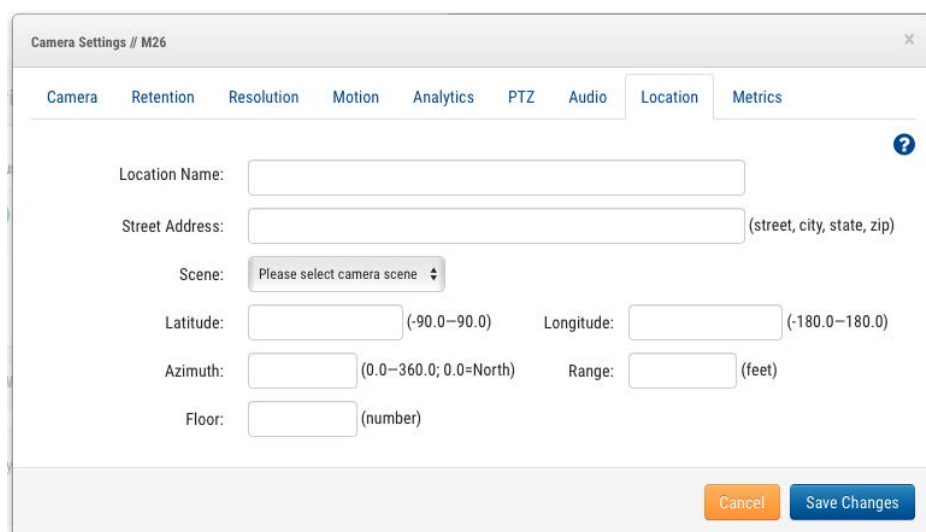 Camera Settings // M26 ×
Camera Retention Resolution Motion Analytics PTZ Audio Location Metrics
?
Location Name:
Street Address: (street, city, state, zip)
Scene: Please select camera scene
Latitude: (-90.0—90.0) Longitude: (-180.0—180.0)
Azimuth: (0.0—360.0; 0.0=North) Range: (feet)
Floor: (number)
Cancel Save Changes